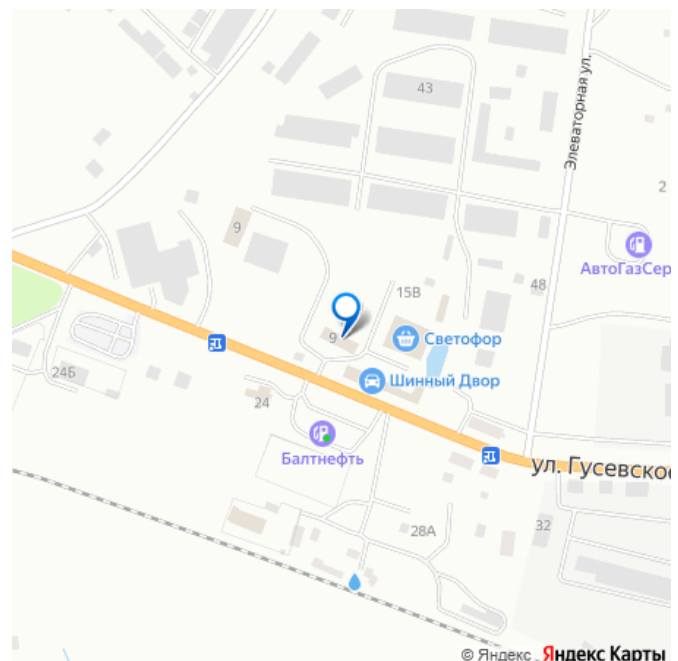 43
Элеваторная ул.
2
9
АвтоГазСер
15В
48
9
Светофор
Шинный Двор
24Б
24
Балтнефть
ул. Гусевское
28А
32
© Яндекс Яндекс Карты